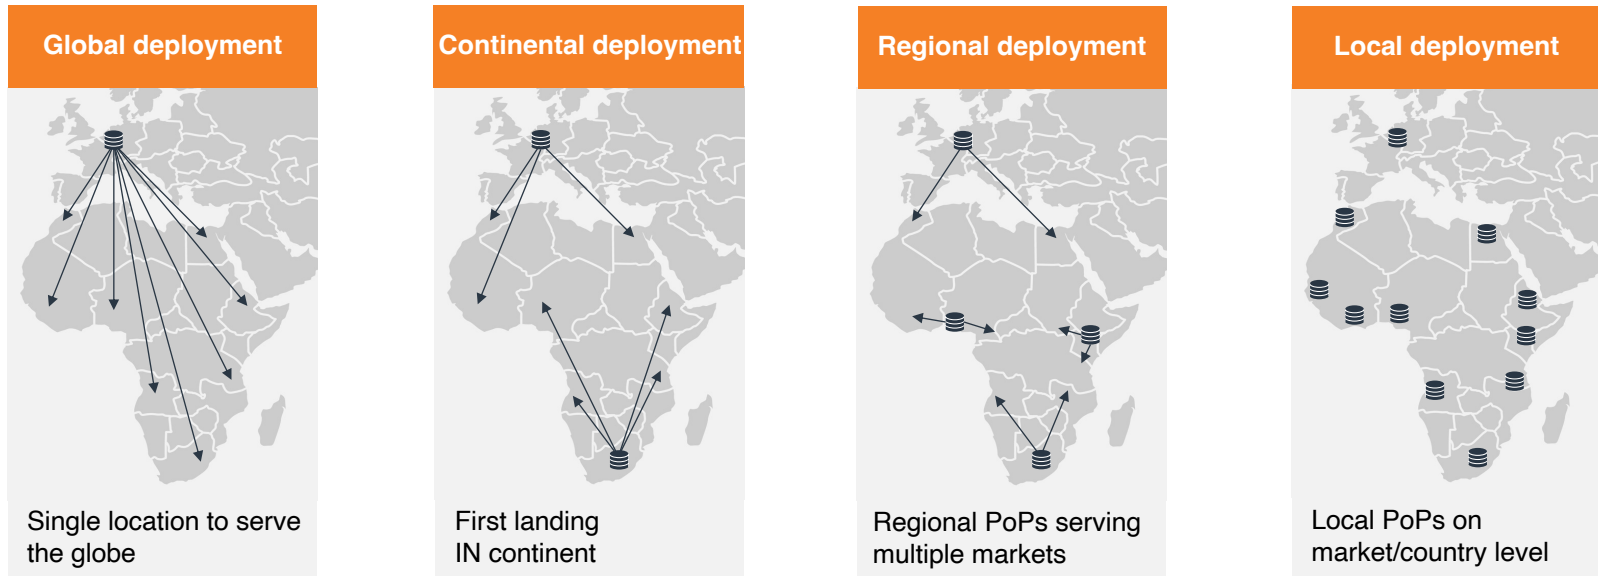 Global deployment
Single location to serve
the globe
Continental deployment
First landing
IN continent
Regional deployment
Regional PoPs serving
multiple markets
Local deployment
Local PoPs on
market/country level